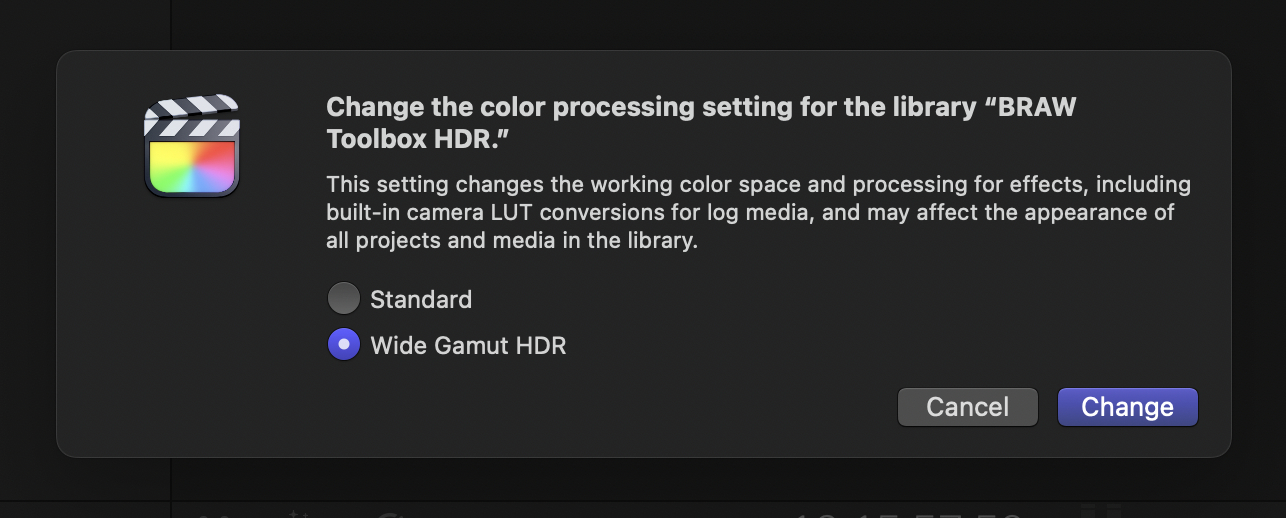 Change the color processing setting for the library “BRAW
Toolbox HDR.”
This setting changes the working color space and processing for effects, including
built-in camera LUT conversions for log media, and may affect the appearance of
all projects and media in the library.
Standard
Wide Gamut HDR
Cancel
Change